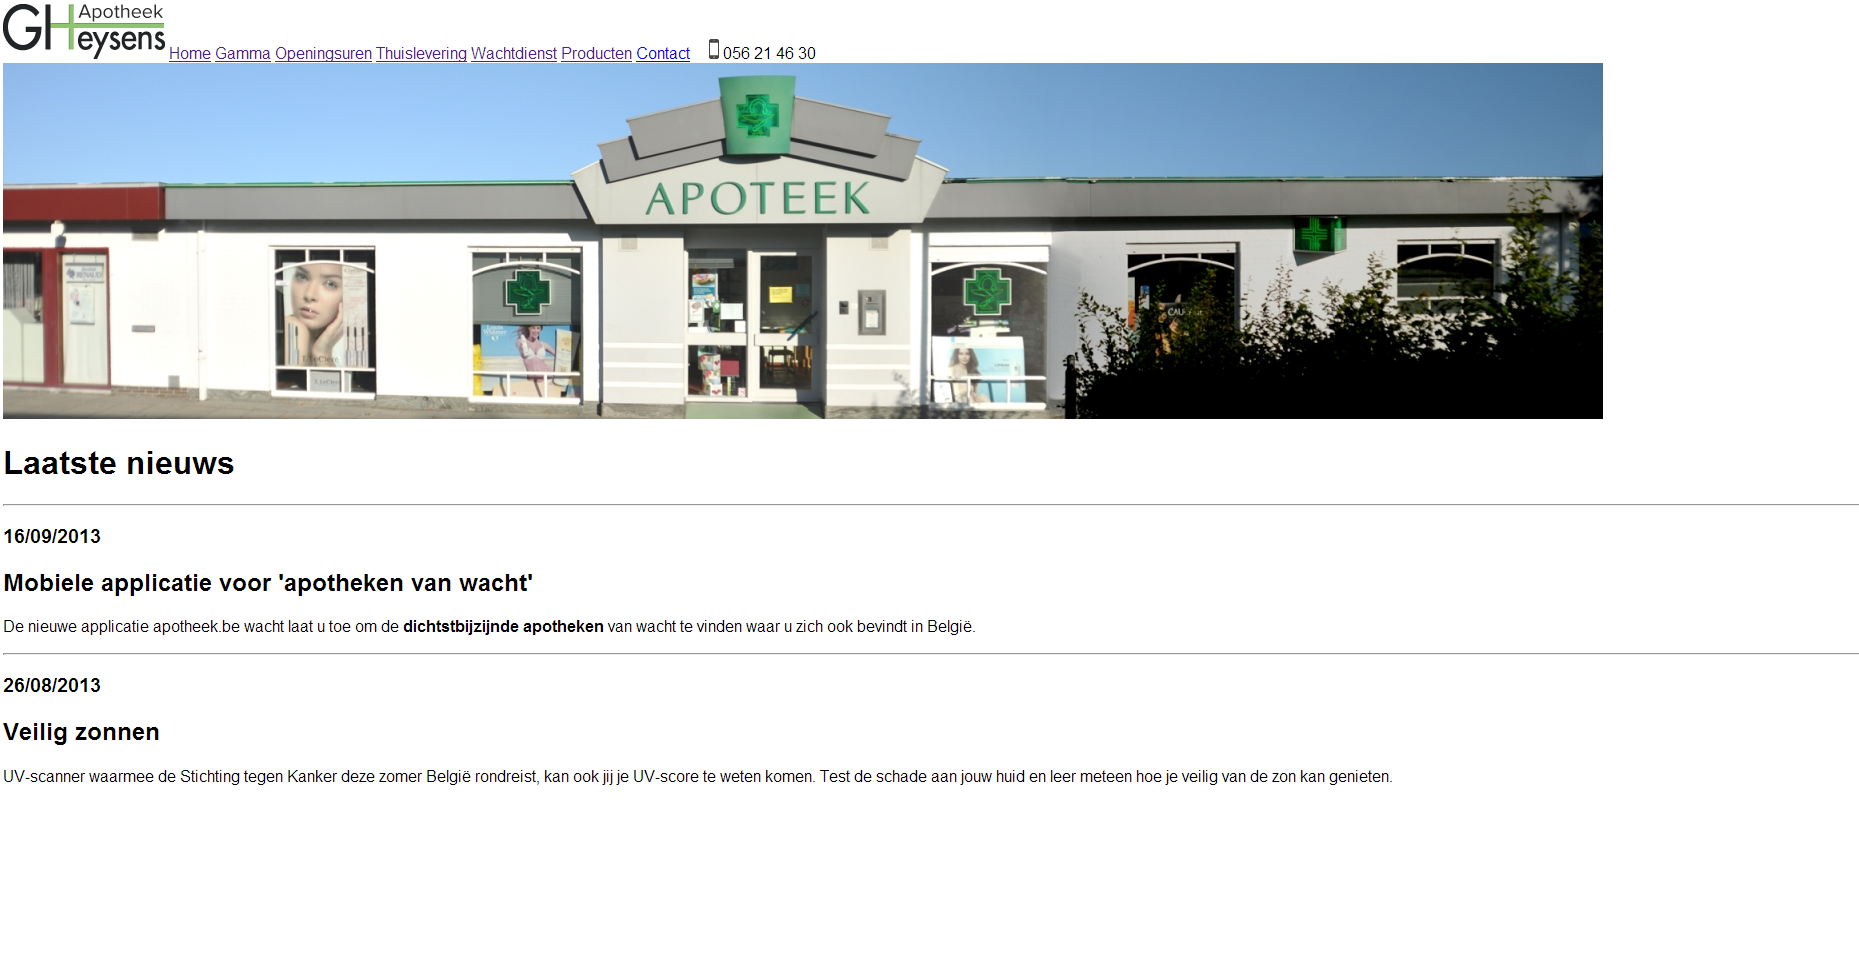 Apotheek
GHeysens
Home Gamma Openingsuren Thuislevering Wachtdienst Producten Contact 056 21 46 30
APOTEEK
RENAUD
T.LeClerc
T.LeClerc
Laatste nieuws
16/09/2013
Mobiele applicatie voor 'apotheken van wacht'
De nieuwe applicatie apotheek.be wacht laat u toe om de dichtstbijzijnde apotheken van wacht te vinden waar u zich ook bevindt in België.
26/08/2013
Veilig zonnen
UV-scanner waarmee de Stichting tegen Kanker deze zomer België rondreist, kan ook jij je UV-score te weten komen. Test de schade aan jouw huid en leer meteen hoe je veilig van de zon kan genieten.